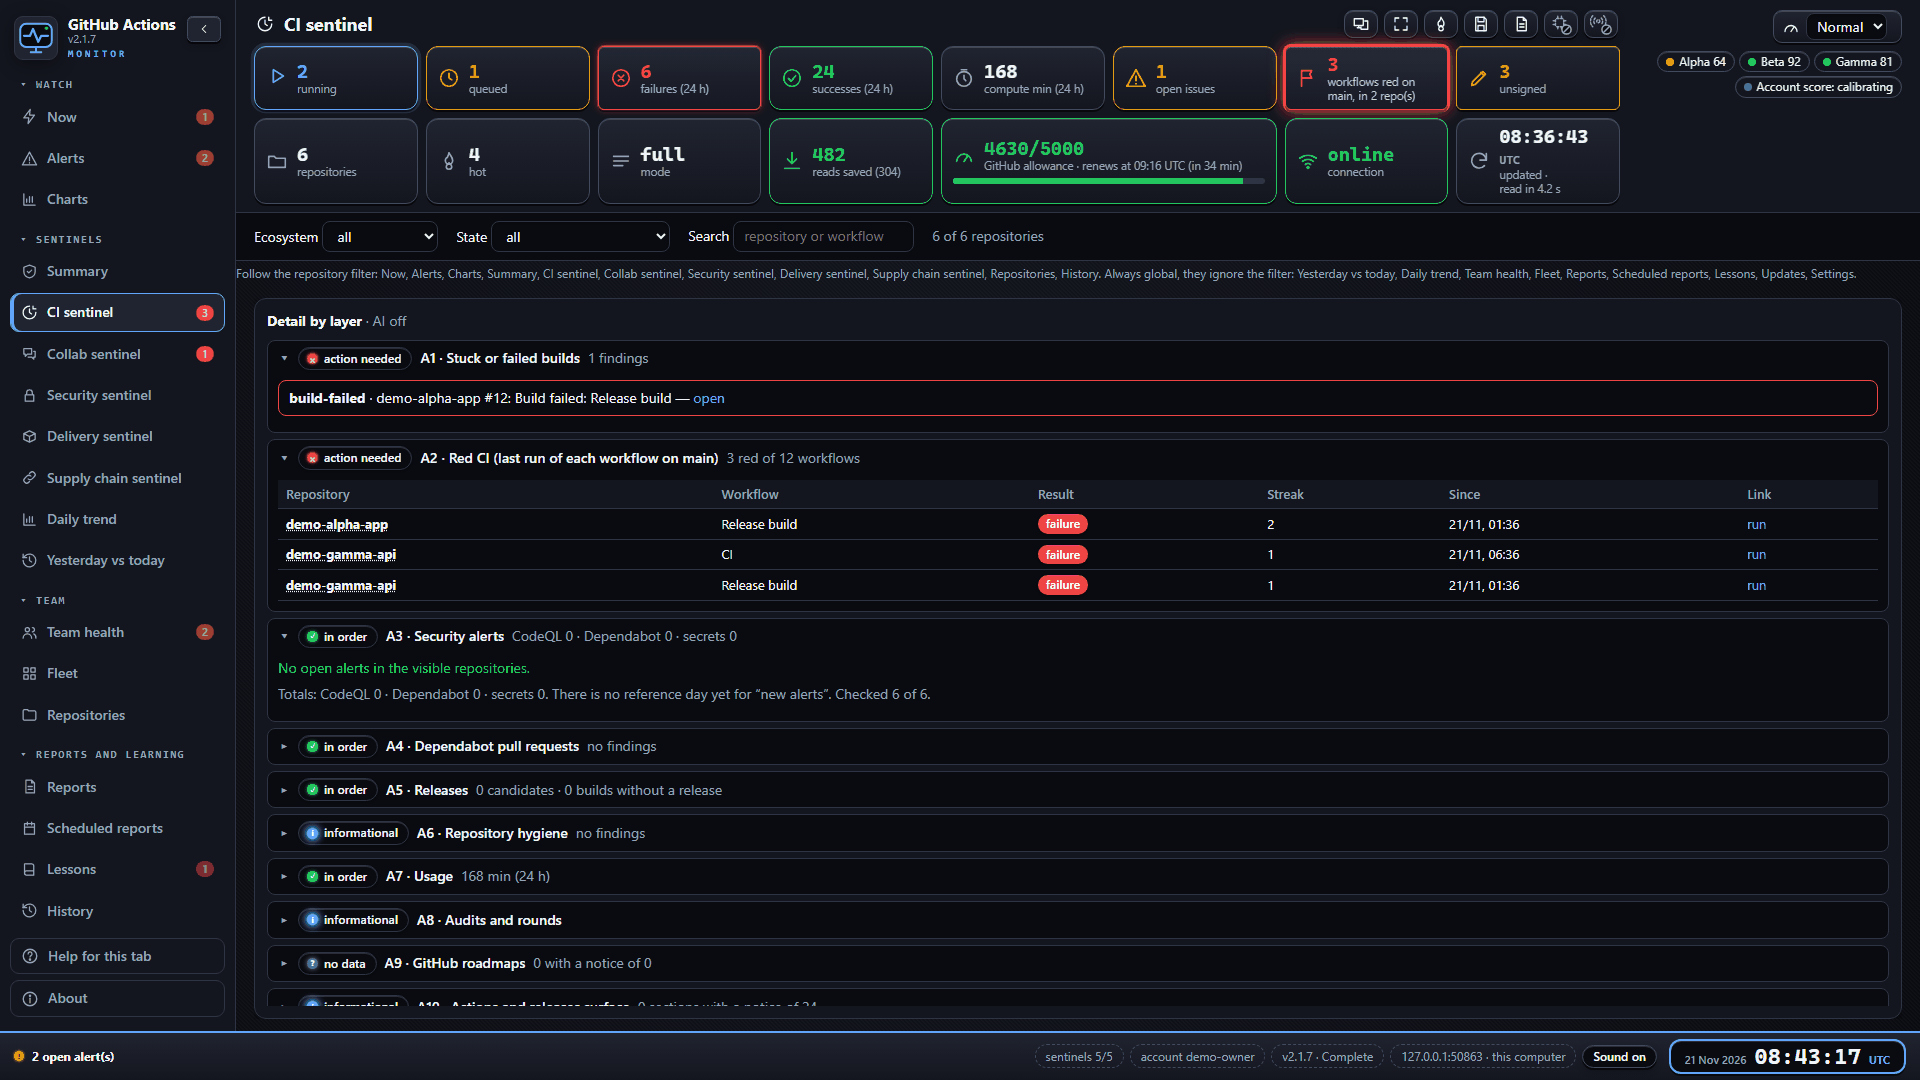 GitHub Actions
v2.1.7
MONITOR
WATCH
Now 1
Alerts 2
Charts
SENTINELS
Summary
CI sentinel 3
Collab sentinel 1
Security sentinel
Delivery sentinel
Supply chain sentinel
Daily trend
Yesterday vs today
TEAM
Team health 2
Fleet
Repositories
REPORTS AND LEARNING
Reports
Scheduled reports
Lessons 1
History
Help for this tab
About
CI sentinel
Normal
2
running
1
queued
6
failures (24 h)
24
successes (24 h)
168
compute min (24 h)
1
open issues
3
workflows red on
main, in 2 repo(s)
3
unsigned
Alpha 64
Beta 92
Gamma 81
Account score: calibrating
6
repositories
4
hot
full
mode
482
reads saved (304)
4630/5000
GitHub allowance · renews at 09:16 UTC (in 34 min)
online
connection
08:36:43
UTC
updated ·
read in 4.2 s
Ecosystem all State all Search repository or workflow 6 of 6 repositories
Follow the repository filter: Now, Alerts, Charts, Summary, CI sentinel, Collab sentinel, Security sentinel, Delivery sentinel, Supply chain sentinel, Repositories, History. Always global, they ignore the filter: Yesterday vs today, Daily trend, Team health, Fleet, Reports, Scheduled reports, Lessons, Updates, Settings.
Detail by layer · AI off
action needed A1 · Stuck or failed builds 1 findings
build-failed · demo-alpha-app #12: Build failed: Release build — open
action needed A2 · Red CI (last run of each workflow on main) 3 red of 12 workflows
Repository Workflow Result Streak Since Link
demo-alpha-app Release build failure 2 21/11, 01:36 run
demo-gamma-api CI failure 1 21/11, 06:36 run
demo-gamma-api Release build failure 1 21/11, 01:36 run
in order A3 · Security alerts CodeQL 0 · Dependabot 0 · secrets 0
No open alerts in the visible repositories.
Totals: CodeQL 0 · Dependabot 0 · secrets 0. There is no reference day yet for “new alerts”. Checked 6 of 6.
in order A4 · Dependabot pull requests no findings
in order A5 · Releases 0 candidates · 0 builds without a release
informational A6 · Repository hygiene no findings
in order A7 · Usage 168 min (24 h)
informational A8 · Audits and rounds
no data A9 · GitHub roadmaps 0 with a notice of 0
informational A10 · Actions and releases surface 0 sections with a notice of 24
2 open alert(s)
sentinels 5/5
account demo-owner
v2.1.7 · Complete
127.0.0.1:50863 · this computer
Sound on
21 Nov 2026 08:43:17 UTC